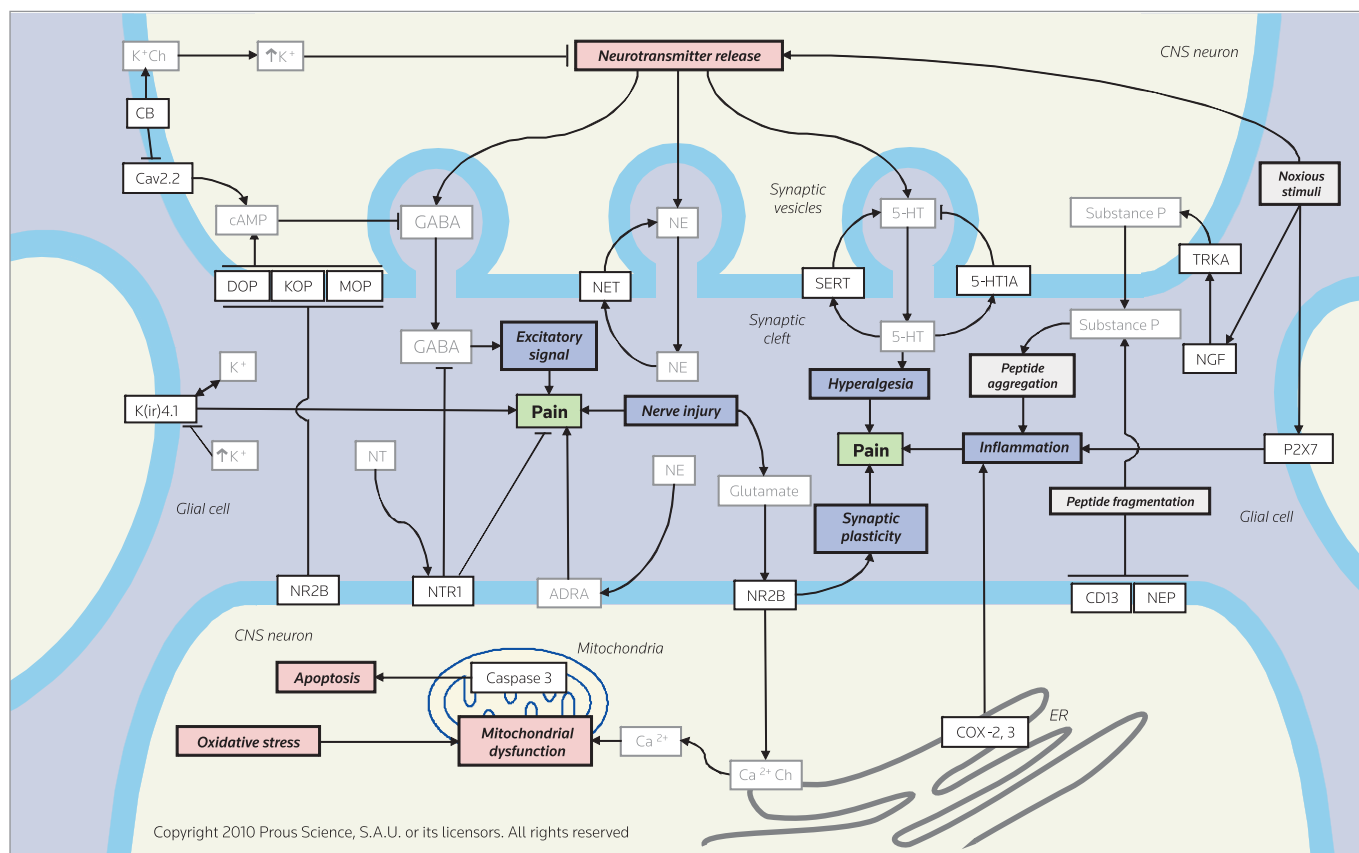 K⁺Ch
↑K⁺
Neurotransmitter release
CNS neuron
CB
Cav2.2
cAMP
GABA
NE
Synaptic
vesicles
5-HT
Substance P
Noxious
stimuli
DOP
KOP
MOP
NET
SERT
5-HT1A
TRKA
GABA
Excitatory
signal
NE
Synaptic
cleft
5-HT
Substance P
NGF
K⁺
Hyperalgesia
Peptide
aggregation
K(ir)4.1
Pain
Nerve injury
Pain
Inflammation
P2X7
↑K⁺
NT
NE
Glutamate
Glial cell
Synaptic
plasticity
Peptide fragmentation
Glial cell
NR2B
NTR1
ADRA
NR2B
CD13
NEP
CNS neuron
Mitochondria
Apoptosis
Caspase 3
Oxidative stress
Mitochondrial
dysfunction
Ca 2+
Ca 2+ Ch
COX-2, 3
ER
Copyright 2010 Prous Science, S.A.U. or its licensors. All rights reserved